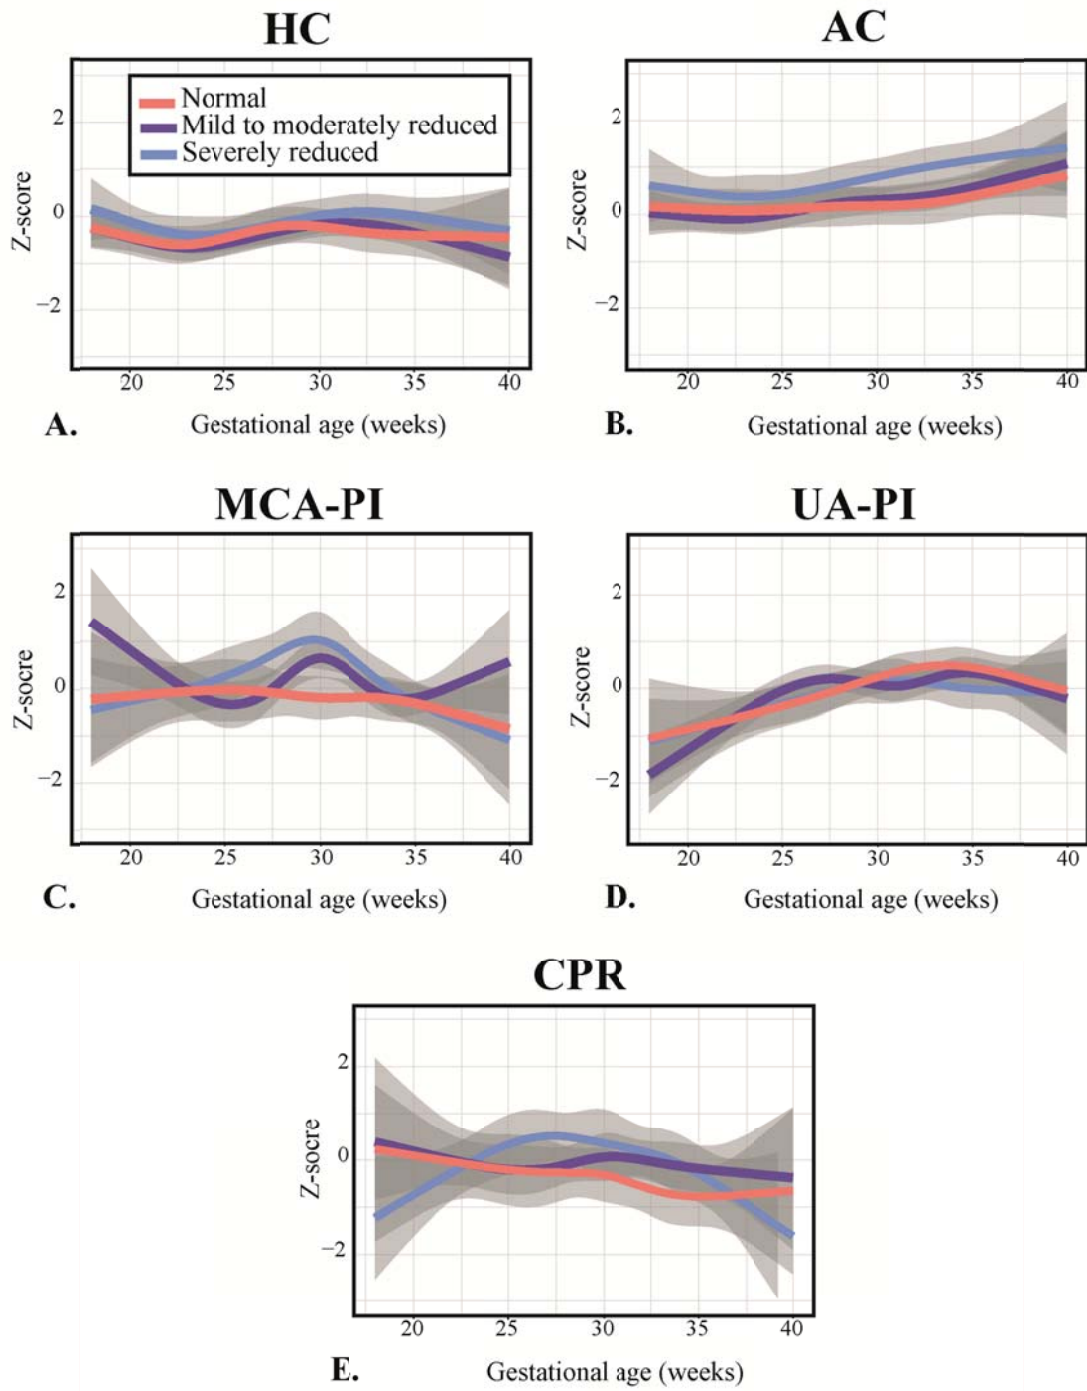 HC
AC
Normal
Mild to moderately reduced
Severely reduced
2
0
−2
Z-score
20 25 30 35 40
A. Gestational age (weeks)
2
0
−2
Z-score
20 25 30 35 40
B. Gestational age (weeks)
MCA-PI
UA-PI
2
0
−2
Z-socre
20 25 30 35 40
C. Gestational age (weeks)
2
0
−2
Z-score
20 25 30 35 40
D. Gestational age (weeks)
CPR
2
0
−2
Z-socre
20 25 30 35 40
E. Gestational age (weeks)